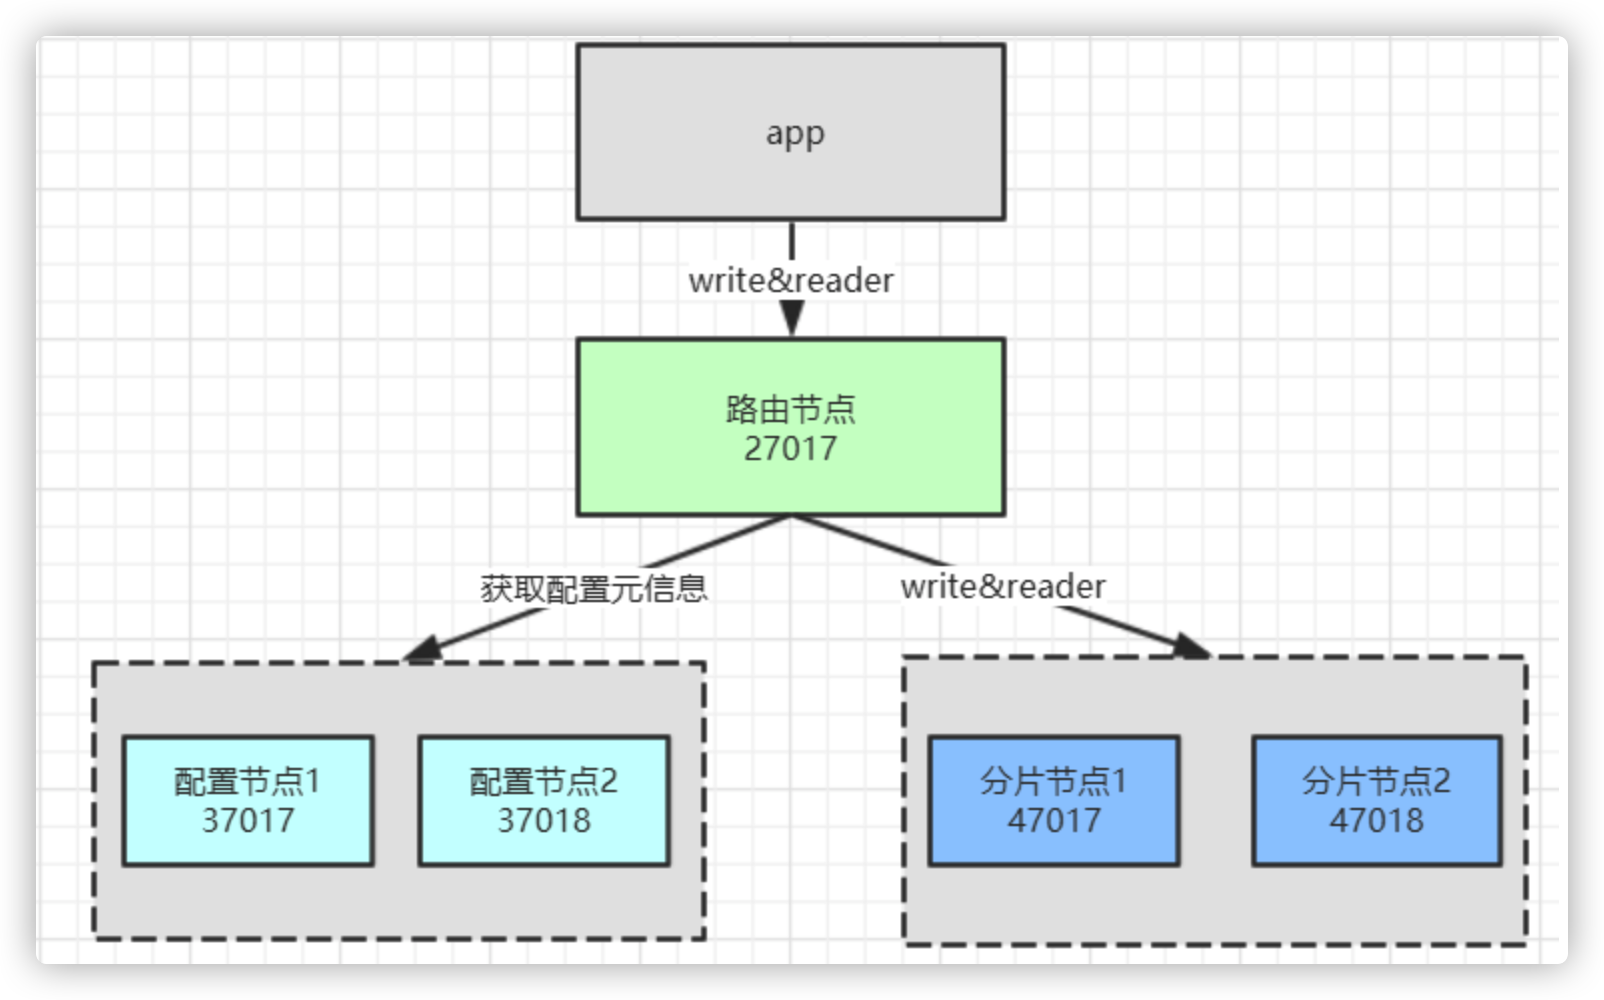 app
write&reader
路由节点
27017
获取配置元信息
write&reader
配置节点1
37017
配置节点2
37018
分片节点1
47017
分片节点2
47018